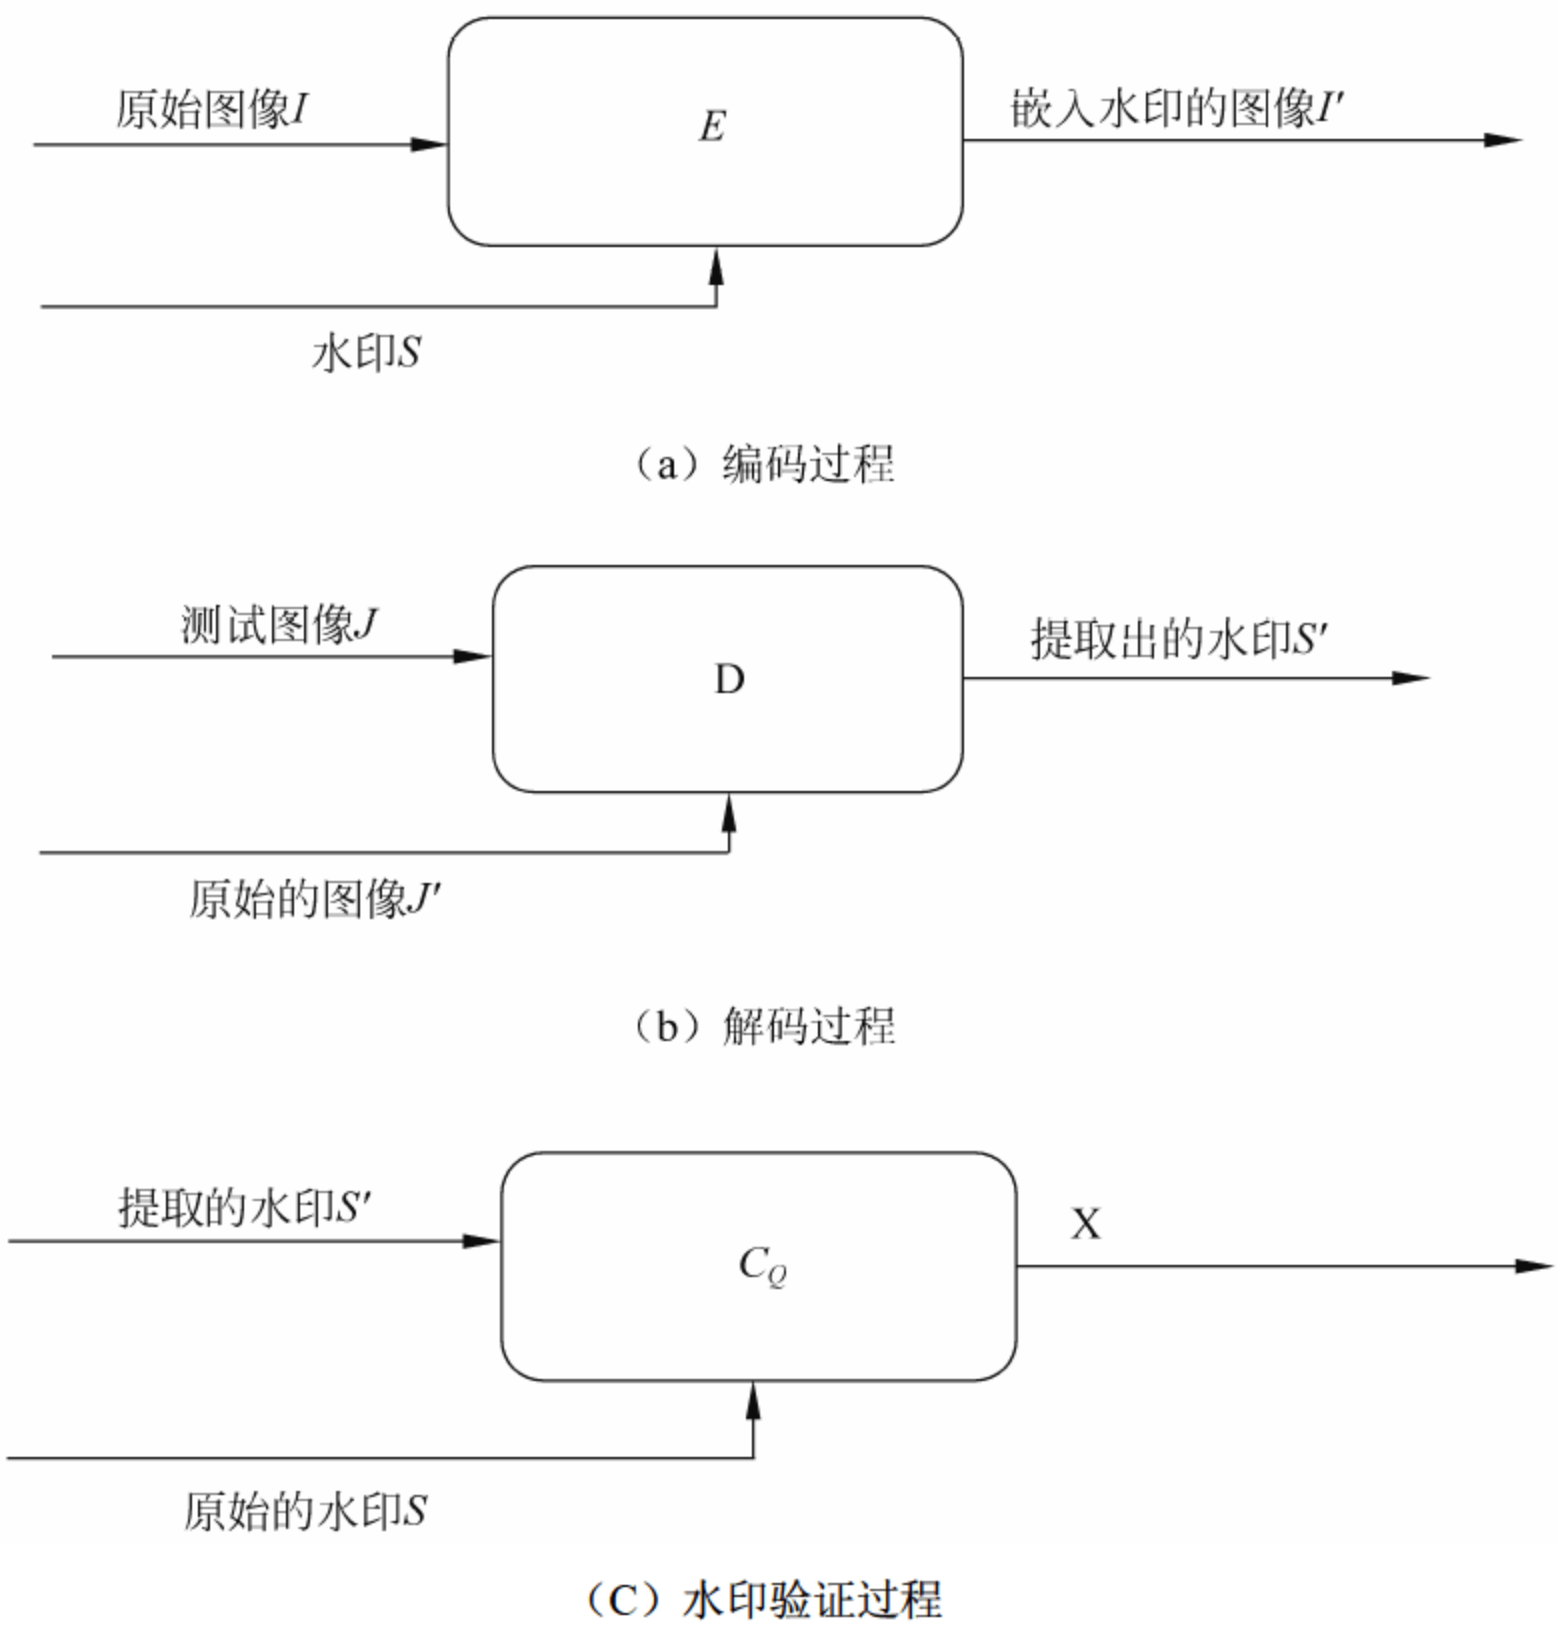 原始图像I
E
嵌入水印的图像I′
水印S
（a）编码过程
测试图像J
D
提取出的水印S′
原始的图像J′
（b）解码过程
提取的水印S′
C_Q
X
原始的水印S
（C）水印验证过程